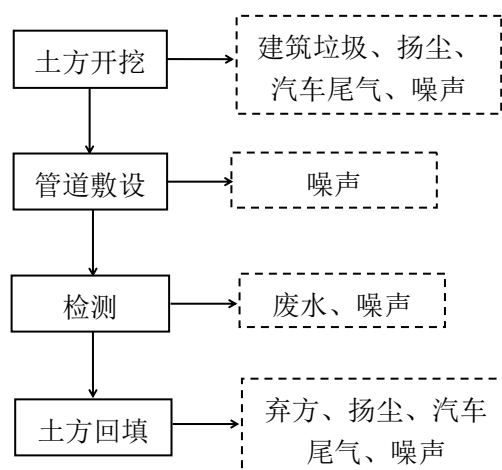 土方开挖
建筑垃圾、扬尘、
汽车尾气、噪声
管道敷设
噪声
检测
废水、噪声
土方回填
弃方、扬尘、汽车
尾气、噪声